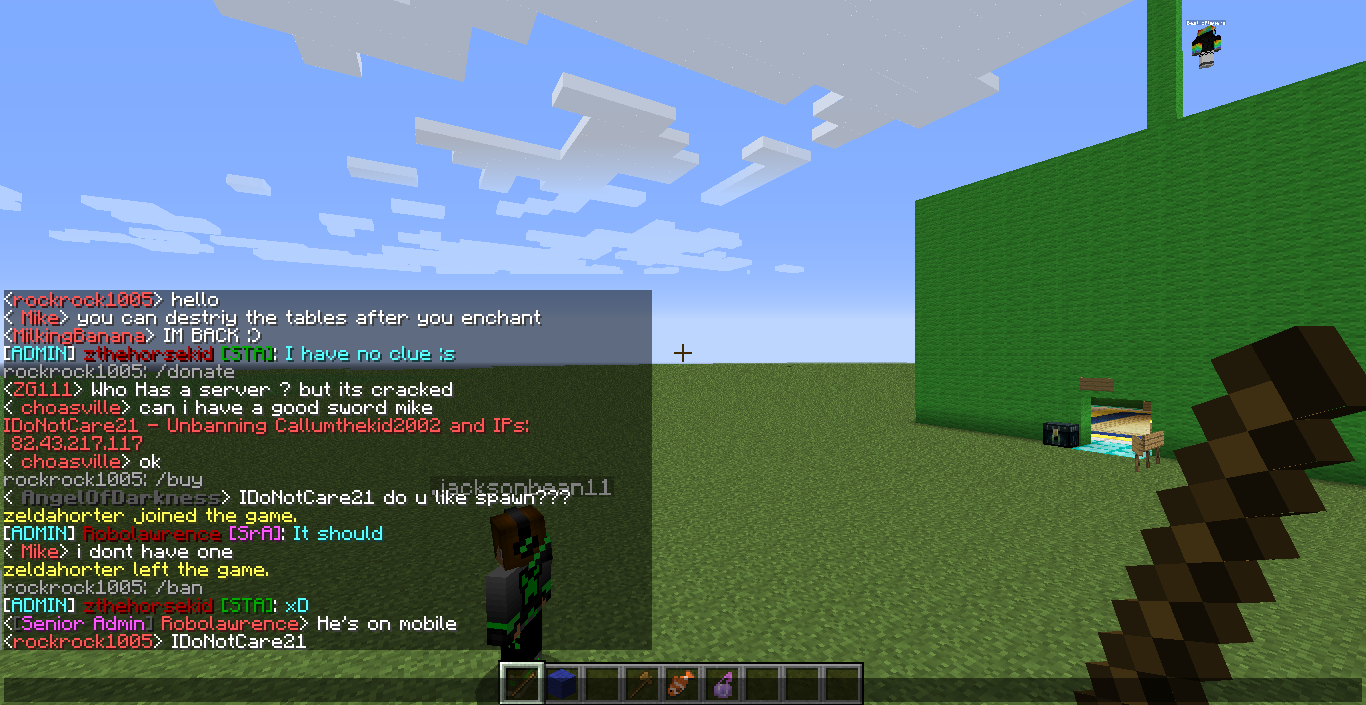 <rockrock1005> hello
< Mike> you can destriy the tables after you enchant
<MilkingBanana> IM BACK :)
[ADMIN] zthehorsekid [STA]: I have no clue :s
rockrock1005: /donate
<ZG111> Who Has a server ? but its cracked
< choasville> can i have a good sword mike
IDoNotCare21 - Unbanning Callumthekid2002 and IPs:
82.43.217.117
< choasville> ok
rockrock1005: /buy
< AngelOfDarkness> IDoNotCare21 do u like spawn???
jacksonbean11
zeldahorter joined the game.
[ADMIN] Robolawrence [SrA]: It should
< Mike> i dont have one
zeldahorter left the game.
rockrock1005: /ban
[ADMIN] zthehorsekid [STA]: xD
<[Senior Admin] Robolawrence> He's on mobile
<rockrock1005> IDoNotCare21